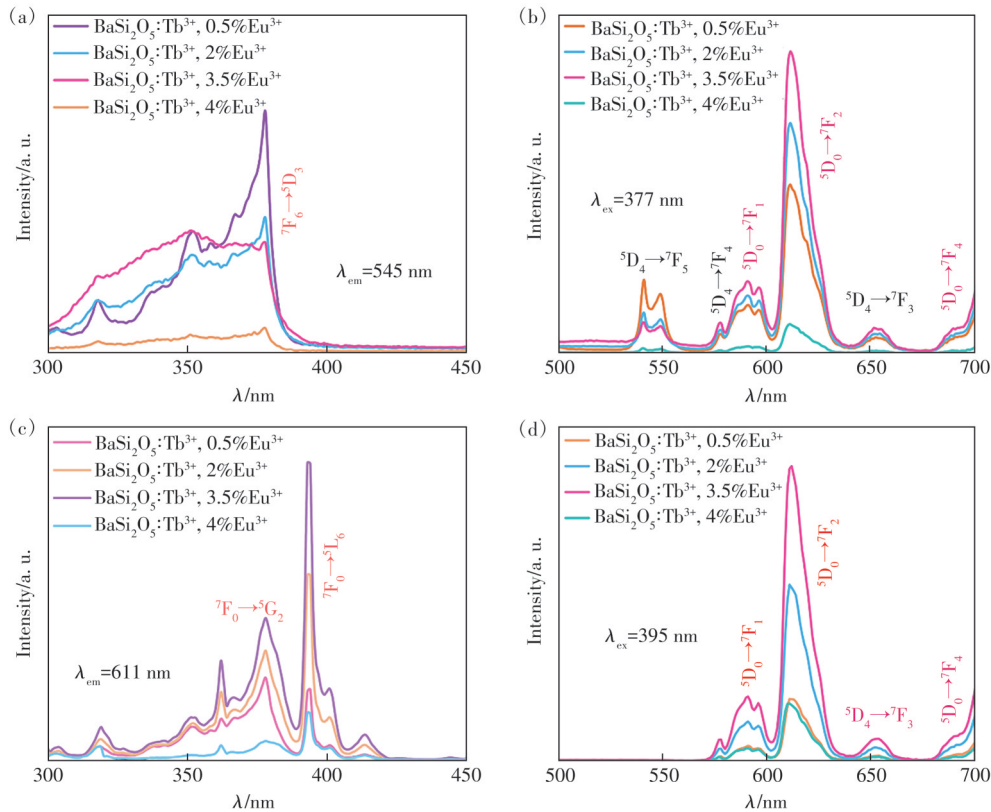 (a)
BaSi₂O₅:Tb³⁺, 0.5%Eu³⁺
BaSi₂O₅:Tb³⁺, 2%Eu³⁺
BaSi₂O₅:Tb³⁺, 3.5%Eu³⁺
BaSi₂O₅:Tb³⁺, 4%Eu³⁺
⁷F₆→⁵D₃
λem=545 nm
Intensity/a. u.
300 350 400 450
λ/nm
(b)
BaSi₂O₅:Tb³⁺, 0.5%Eu³⁺
BaSi₂O₅:Tb³⁺, 2%Eu³⁺
BaSi₂O₅:Tb³⁺, 3.5%Eu³⁺
BaSi₂O₅:Tb³⁺, 4%Eu³⁺
λex=377 nm
⁵D₄→⁷F₅
⁵D₄→⁷F₄
⁵D₀→⁷F₁
⁵D₀→⁷F₂
⁵D₄→⁷F₃
⁵D₀→⁷F₄
Intensity/a. u.
500 550 600 650 700
λ/nm
(c)
BaSi₂O₅:Tb³⁺, 0.5%Eu³⁺
BaSi₂O₅:Tb³⁺, 2%Eu³⁺
BaSi₂O₅:Tb³⁺, 3.5%Eu³⁺
BaSi₂O₅:Tb³⁺, 4%Eu³⁺
⁷F₀→⁵G₂
⁷F₀→⁵L₆
λem=611 nm
Intensity/a. u.
300 350 400 450
λ/nm
(d)
BaSi₂O₅:Tb³⁺, 0.5%Eu³⁺
BaSi₂O₅:Tb³⁺, 2%Eu³⁺
BaSi₂O₅:Tb³⁺, 3.5%Eu³⁺
BaSi₂O₅:Tb³⁺, 4%Eu³⁺
λex=395 nm
⁵D₀→⁷F₁
⁵D₀→⁷F₂
⁵D₄→⁷F₃
⁵D₀→⁷F₄
Intensity/a. u.
500 550 600 650 700
λ/nm